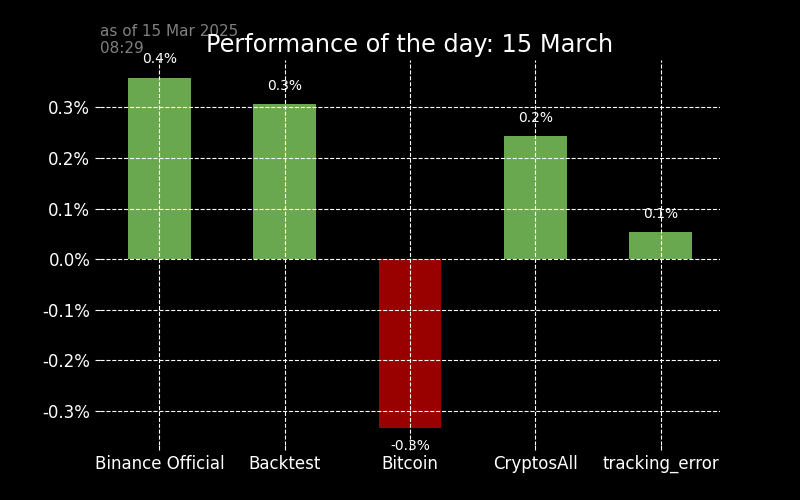 as of 15 Mar 2025
08:29
Performance of the day: 15 March
0.4%
0.3%
0.2%
0.1%
-0.3%
0.3%
0.2%
0.1%
0.0%
-0.1%
-0.2%
-0.3%
Binance Official
Backtest
Bitcoin
CryptosAll
tracking_error